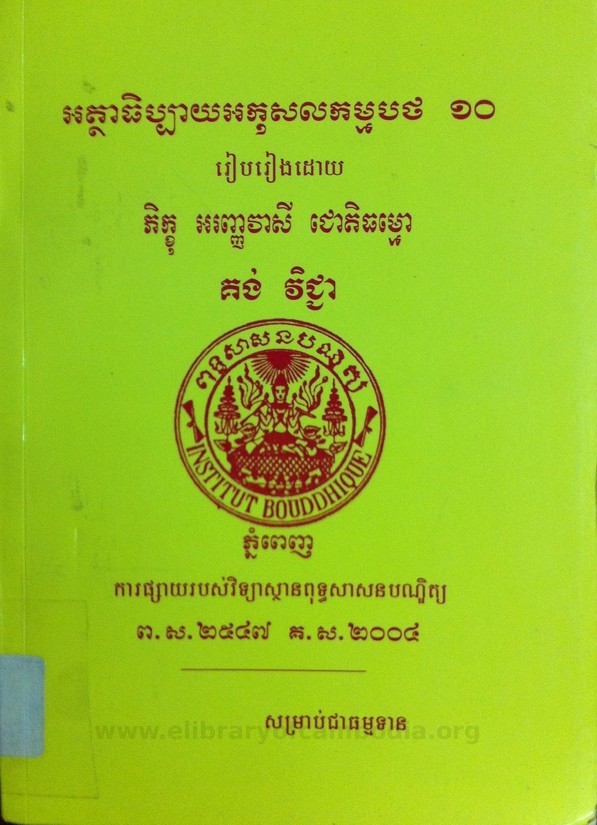 អត្ថាធិប្បាយអកុសលកម្មបថ ១០
រៀបរៀងដោយ
ភិក្ខុ អរញ្ញវាសី ជោតិធម្មោ
គង់ វិជ្ជា
ពុទ្ធសាសនបណ្ឌិត្យ
INSTITUT BOUDDHIQUE
ភ្នំពេញ
ការផ្សាយរបស់វិទ្យាស្ថានពុទ្ធសាសនបណ្ឌិត្យ
ព.ស.២៥៤៧ គ.ស.២០០៤
សម្រាប់ជាធម្មទាន
www.elibraryofcambodia.org